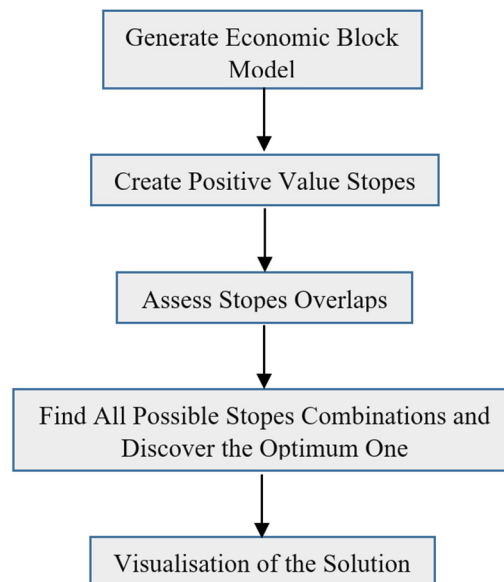 Generate Economic Block
Model
Create Positive Value Stopes
Assess Stopes Overlaps
Find All Possible Stopes Combinations and
Discover the Optimum One
Visualisation of the Solution